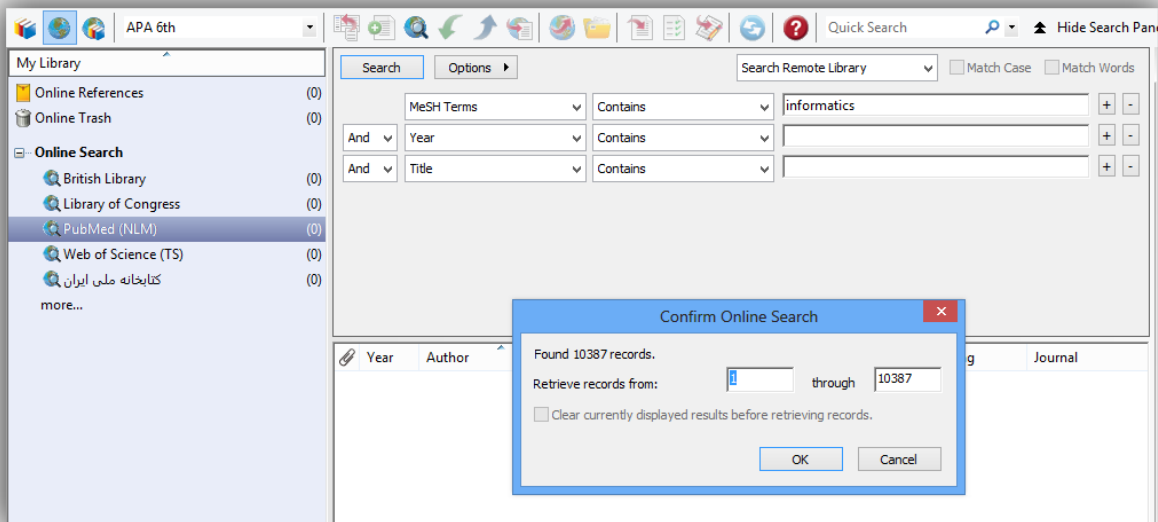 APA 6th
Quick Search
Hide Search Pane
My Library
Search
Options
Search Remote Library
Match Case
Match Words
Online References (0)
Online Trash (0)
Online Search
British Library (0)
Library of Congress (0)
PubMed (NLM) (0)
Web of Science (TS) (0)
کتابخانه ملی ایران (0)
more...
MeSH Terms Contains informatics + -
And Year Contains + -
And Title Contains + -
Confirm Online Search
Found 10387 records.
Retrieve records from: 1 through 10387
Clear currently displayed results before retrieving records.
OK Cancel
Year Author Journal